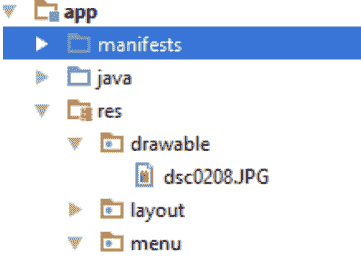 app
manifests
java
res
drawable
dsc0208.JPG
layout
menu